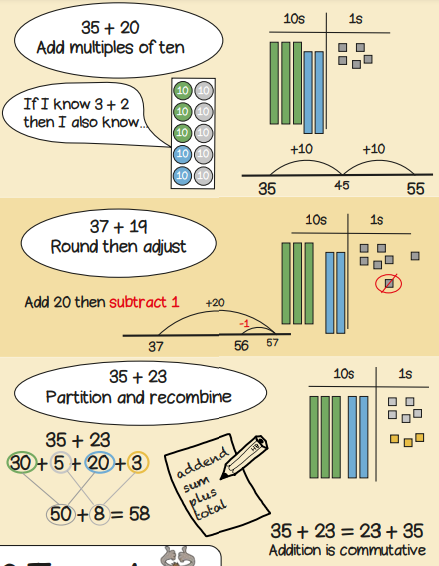 35 + 20
Add multiples of ten
10s 1s
If I know 3 + 2
then I also know...
10 10
10 10
10 10
10 10
10 10
+10 +10
35 45 55
37 + 19
Round then adjust
10s 1s
Add 20 then subtract 1
+20
-1
37 56 57
35 + 23
Partition and recombine
10s 1s
35 + 23
30 + 5 + 20 + 3
50 + 8 = 58
addend
sum
plus
total
HB
35 + 23 = 23 + 35
Addition is commutative